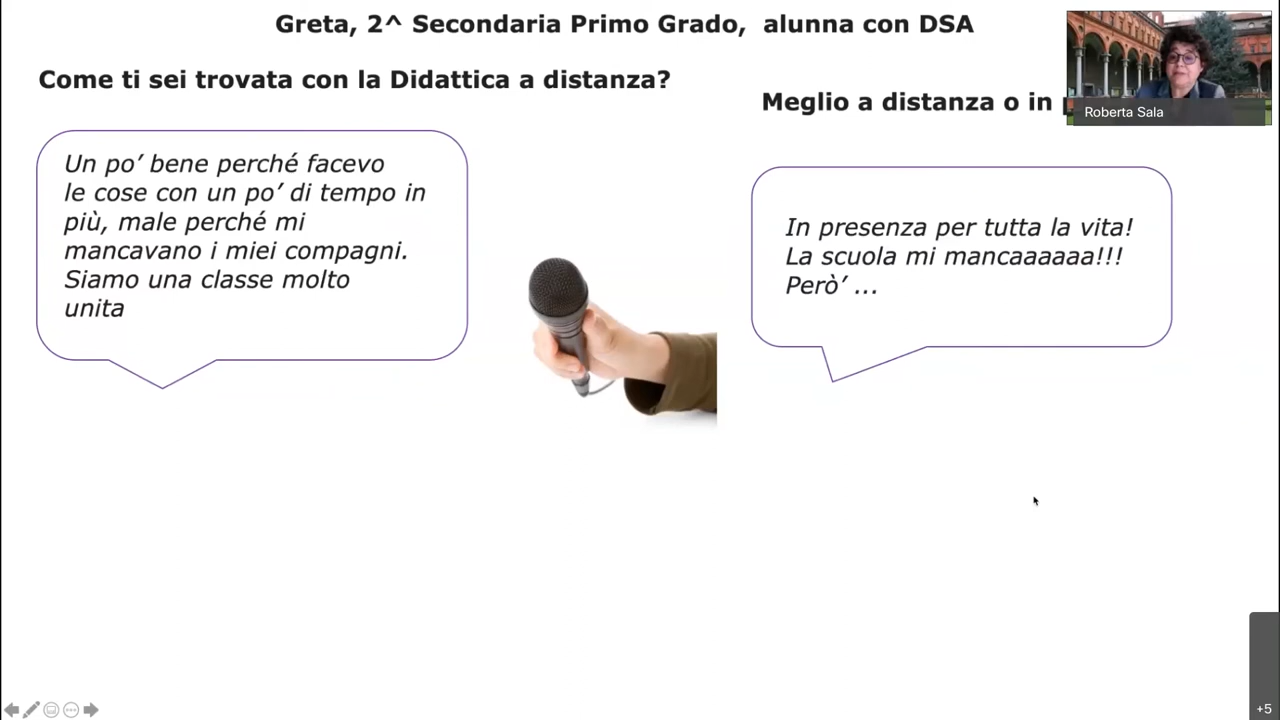 Greta, 2^ Secondaria Primo Grado,  alunna con DSA
Come ti sei trovata con la Didattica a distanza?
Meglio a distanza o in
Roberta Sala
Un po’ bene perché facevo
le cose con un po’ di tempo in
più, male perché mi
mancavano i miei compagni.
Siamo una classe molto
unita
In presenza per tutta la vita!
La scuola mi mancaaaaaa!!!
Però’ ...
+5